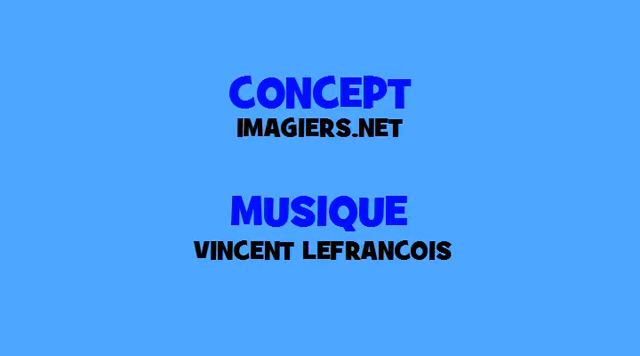 CONCEPT
IMAGIERS.NET
MUSIQUE
VINCENT LEFRANCOIS